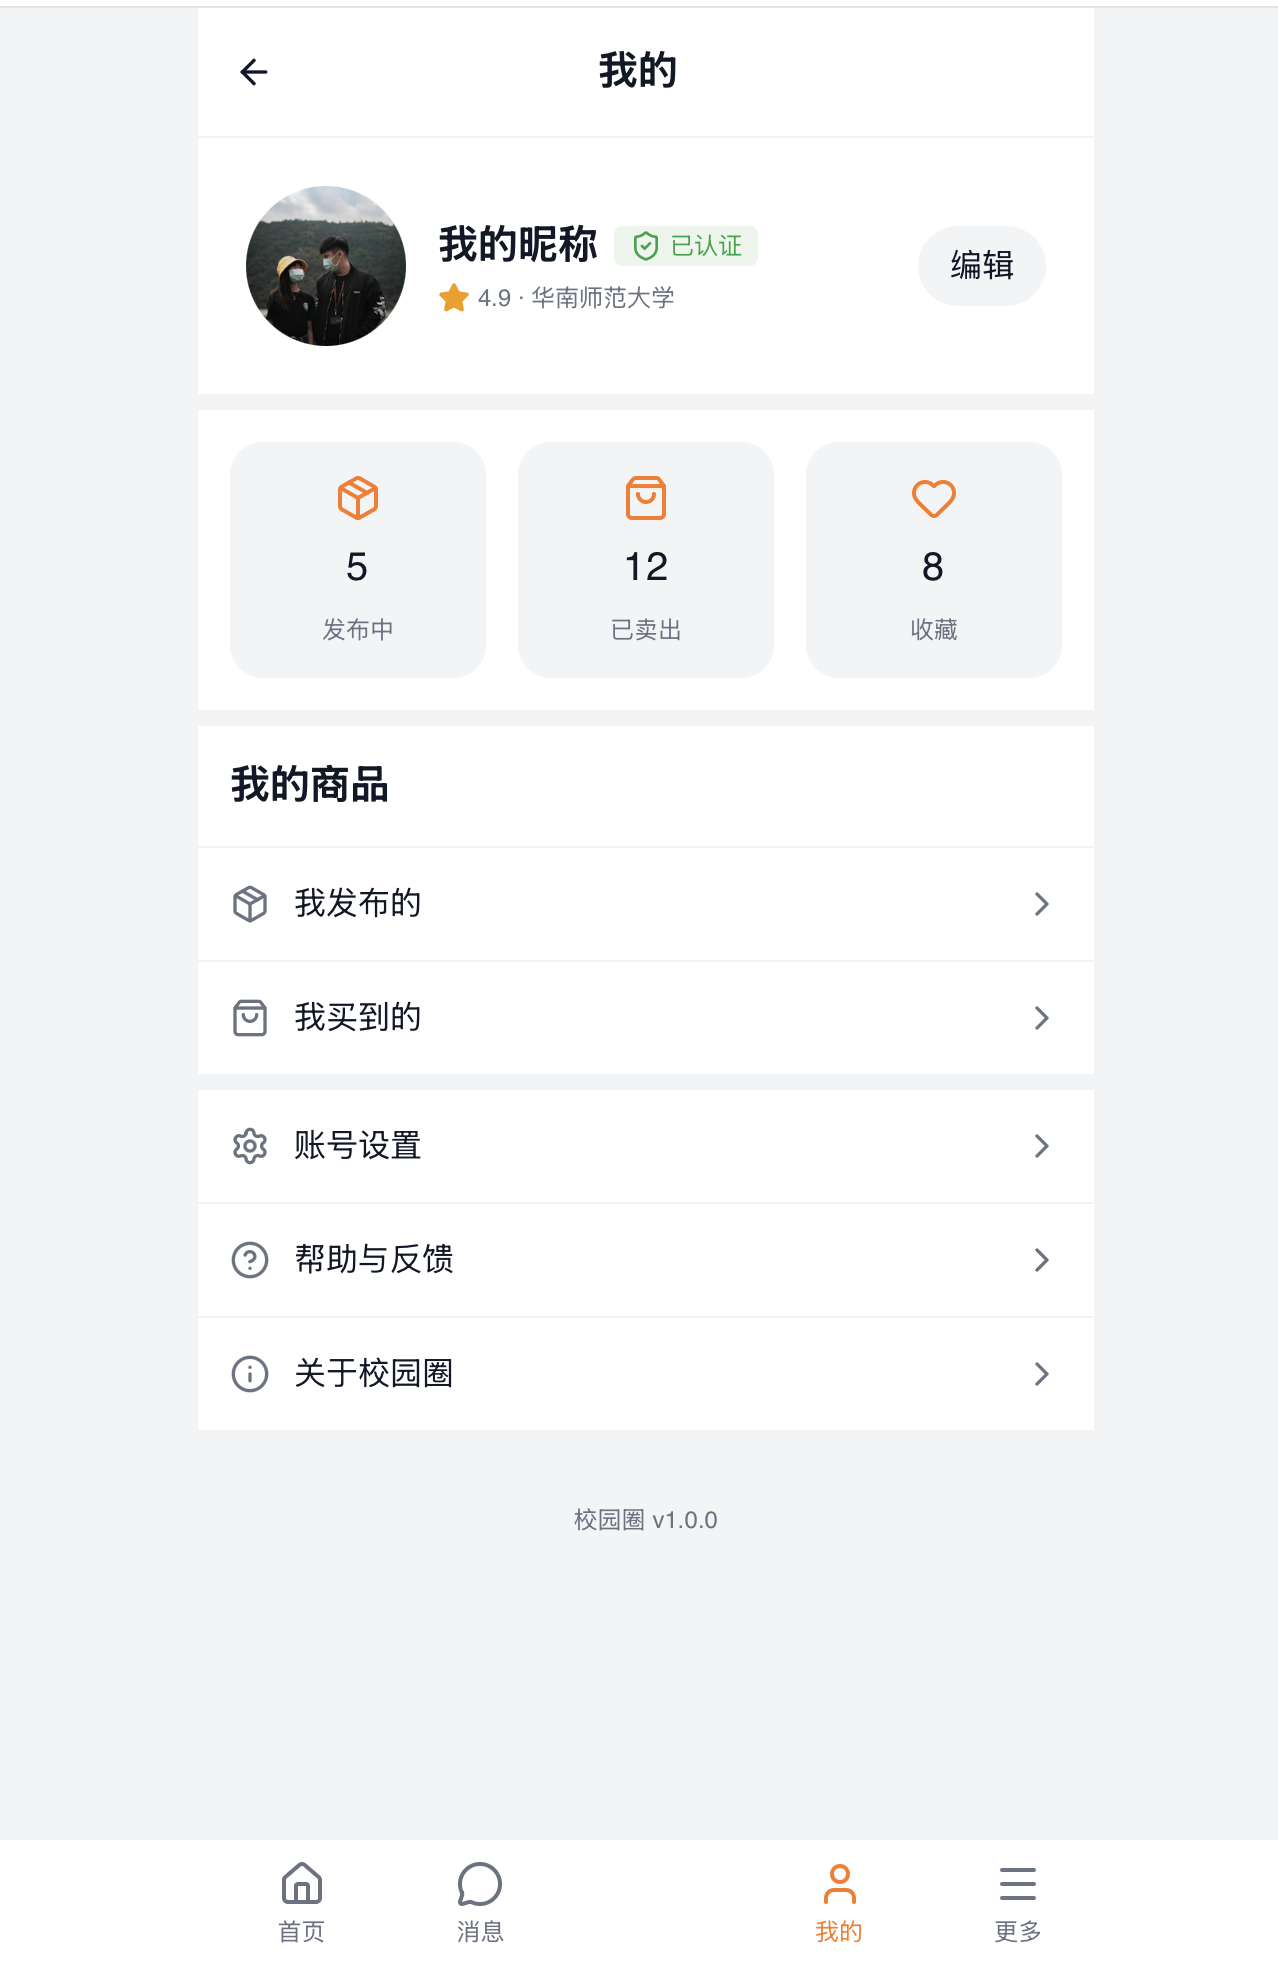 我的
我的昵称 已认证
4.9 · 华南师范大学
编辑
5
发布中
12
已卖出
8
收藏
我的商品
我发布的
我买到的
账号设置
帮助与反馈
关于校园圈
校园圈 v1.0.0
首页
消息
我的
更多